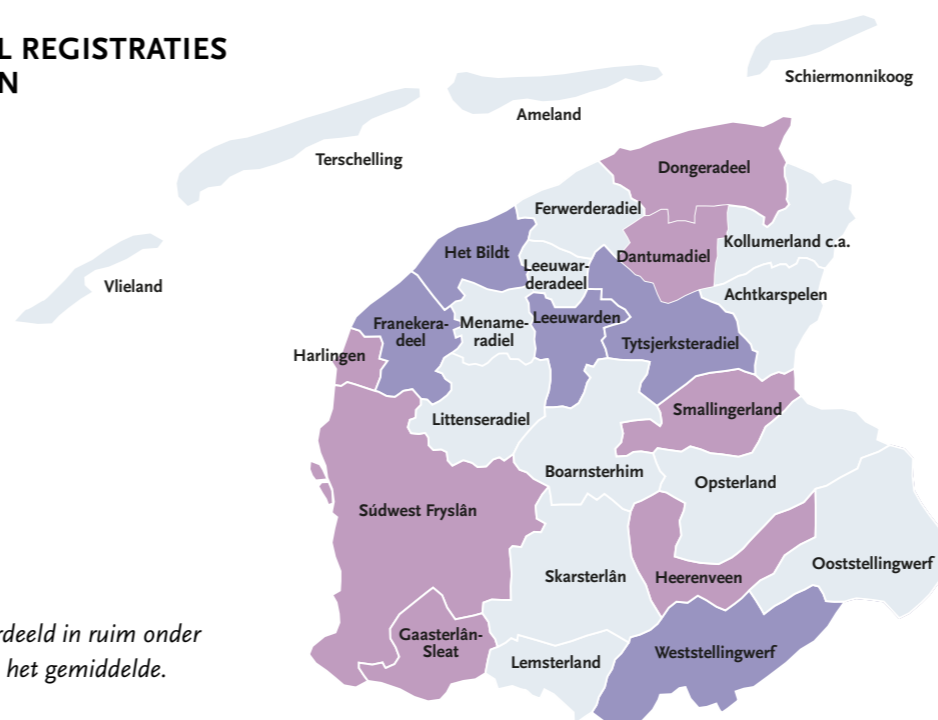 L REGISTRATIES
N
Schiermonnikoog
Ameland
Terschelling
Dongeradeel
Ferwerderadiel
Kollumerland c.a.
Het Bildt
Dantumadiel
Leeuwar-
deradeel
Vlieland
Achtkarspelen
Franekera-
deel
Mename-
radiel
Leeuwarden
Tytsjerksteradiel
Harlingen
Smallingerland
Littenseradiel
Boarnsterhim
Opsterland
Súdwest Fryslân
Skarsterlân
Heerenveen
Ooststellingwerf
rdeeld in ruim onder
het gemiddelde.
Gaasterlân-
Sleat
Lemsterland
Weststellingwerf